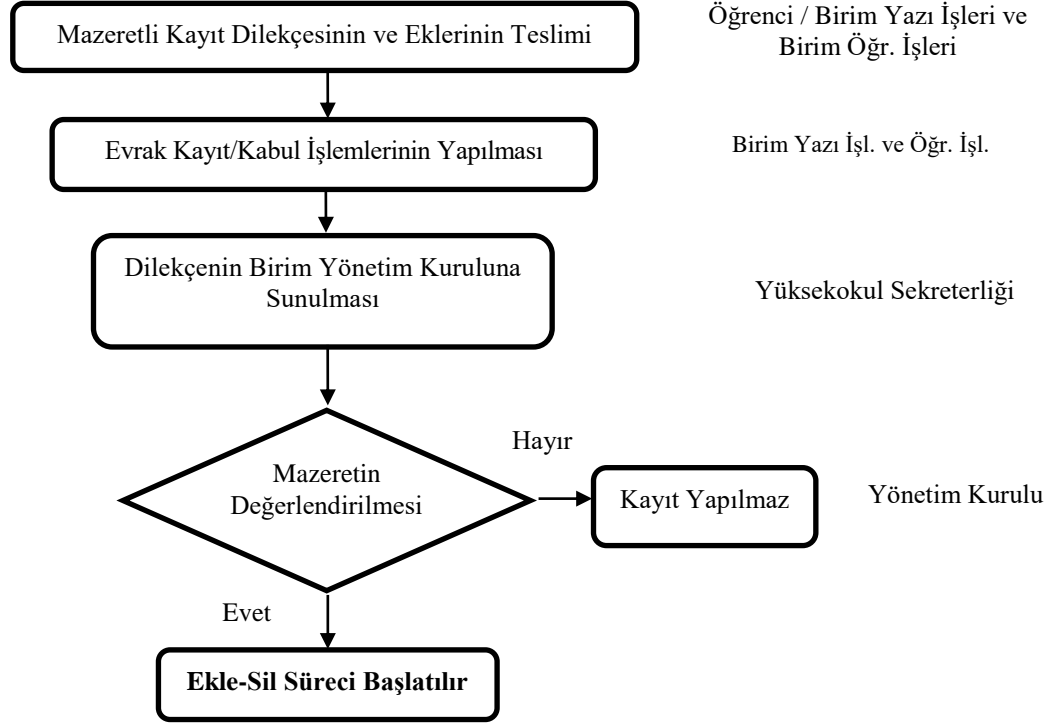 Mazeretli Kayıt Dilekçesinin ve Eklerinin Teslimi
Öğrenci / Birim Yazı İşleri ve
Birim Öğr. İşleri
Evrak Kayıt/Kabul İşlemlerinin Yapılması
Birim Yazı İşl. ve Öğr. İşl.
Dilekçenin Birim Yönetim Kuruluna
Sunulması
Yüksekokul Sekreterliği
Mazeretin
Değerlendirilmesi
Hayır
Kayıt Yapılmaz
Yönetim Kurulu
Evet
Ekle-Sil Süreci Başlatılır